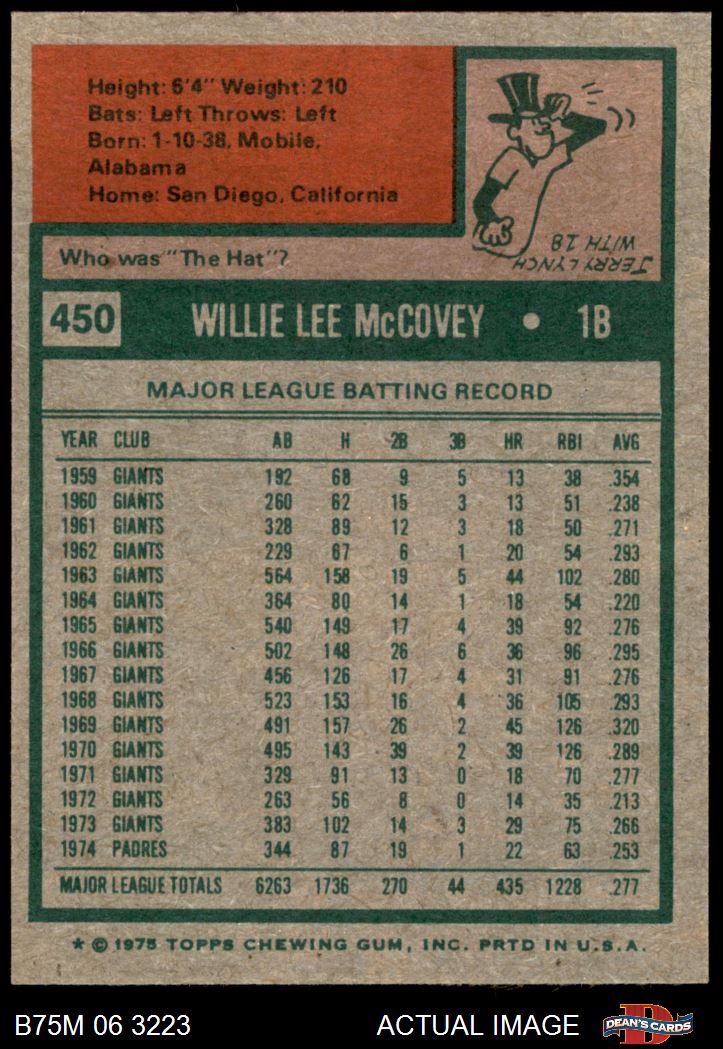 Height: 6'4" Weight: 210
Bats: Left Throws: Left
Born: 1-10-38, Mobile,
Alabama
Home: San Diego, California
Who was "The Hat"?
JERRY LYNCH
WITH 18
450 WILLIE LEE McCOVEY • 1B
MAJOR LEAGUE BATTING RECORD
YEAR CLUB AB H 2B 3B HR RBI AVG
1959 GIANTS 192 68 9 5 13 38 .354
1960 GIANTS 260 62 15 3 13 51 .238
1961 GIANTS 328 89 12 3 18 50 .271
1962 GIANTS 229 67 6 1 20 54 .293
1963 GIANTS 564 158 19 5 44 102 .280
1964 GIANTS 364 80 14 1 18 54 .220
1965 GIANTS 540 149 17 4 39 92 .276
1966 GIANTS 502 148 26 6 36 96 .295
1967 GIANTS 456 126 17 4 31 91 .276
1968 GIANTS 523 153 16 4 36 105 .293
1969 GIANTS 491 157 26 2 45 126 .320
1970 GIANTS 495 143 39 2 39 126 .289
1971 GIANTS 329 91 13 0 18 70 .277
1972 GIANTS 263 56 8 0 14 35 .213
1973 GIANTS 383 102 14 3 29 75 .266
1974 PADRES 344 87 19 1 22 63 .253
MAJOR LEAGUE TOTALS 6263 1736 270 44 435 1228 .277
* © 1975 TOPPS CHEWING GUM, INC. PRTD IN U.S.A.
B75M 06 3223 ACTUAL IMAGE DEAN'S CARDS